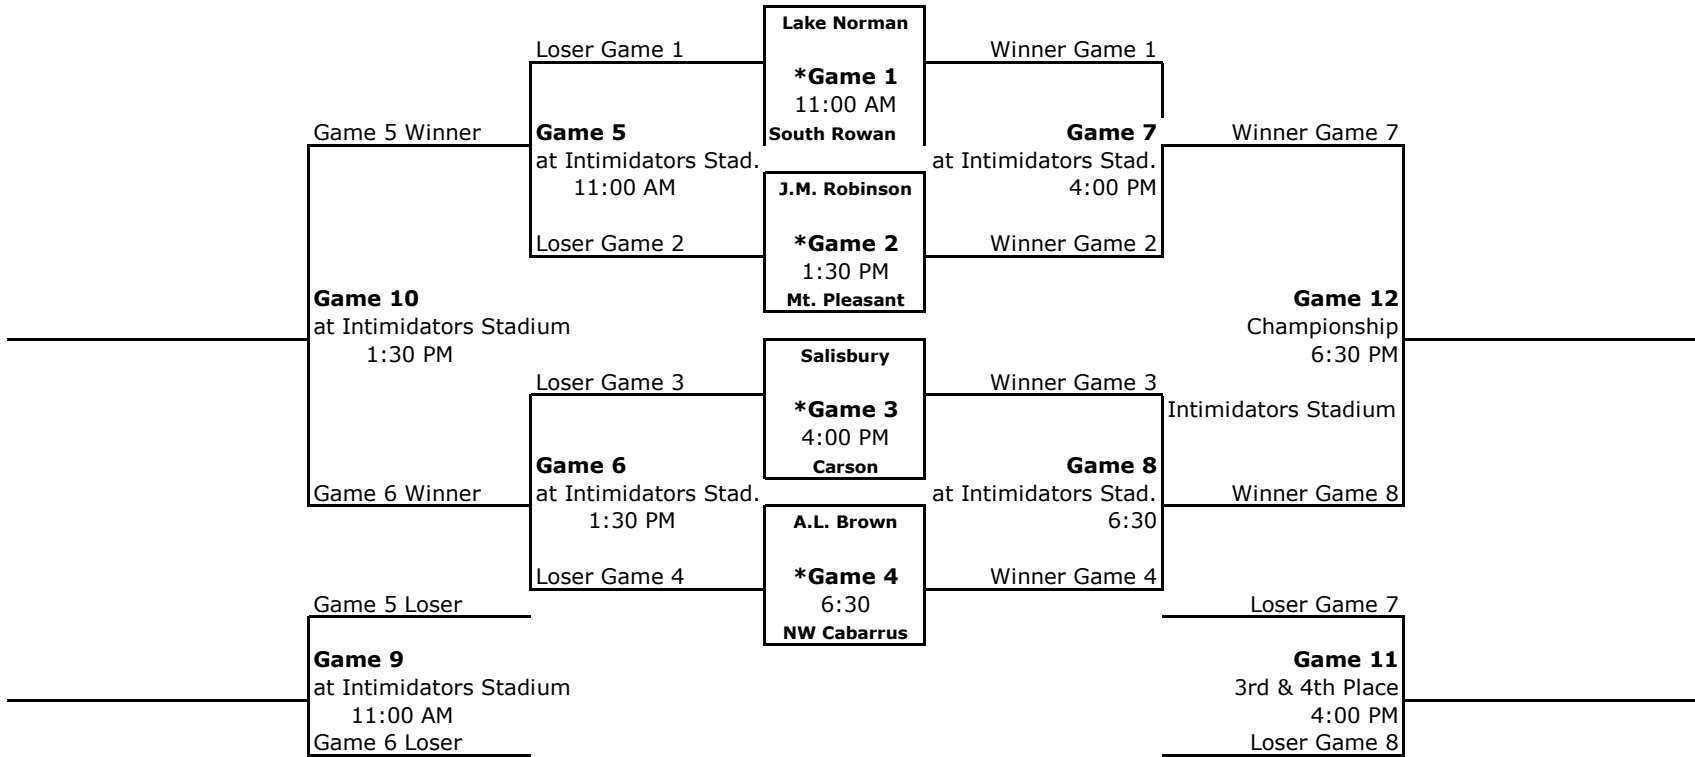 Lake Norman
Loser Game 1
Winner Game 1
*Game 1
11:00 AM
Game 5 Winner
Game 5
South Rowan
Game 7
Winner Game 7
at Intimidators Stad.
at Intimidators Stad.
11:00 AM
J.M. Robinson
4:00 PM
Loser Game 2
*Game 2
Winner Game 2
1:30 PM
Game 10
Mt. Pleasant
Game 12
at Intimidators Stadium
Championship
1:30 PM
Salisbury
6:30 PM
Loser Game 3
Winner Game 3
*Game 3
Intimidators Stadium
4:00 PM
Game 6
Carson
Game 8
Game 6 Winner
at Intimidators Stad.
at Intimidators Stad.
Winner Game 8
1:30 PM
A.L. Brown
6:30
Loser Game 4
*Game 4
Winner Game 4
Game 5 Loser
6:30
Loser Game 7
NW Cabarrus
Game 9
Game 11
at Intimidators Stadium
3rd & 4th Place
11:00 AM
4:00 PM
Game 6 Loser
Loser Game 8